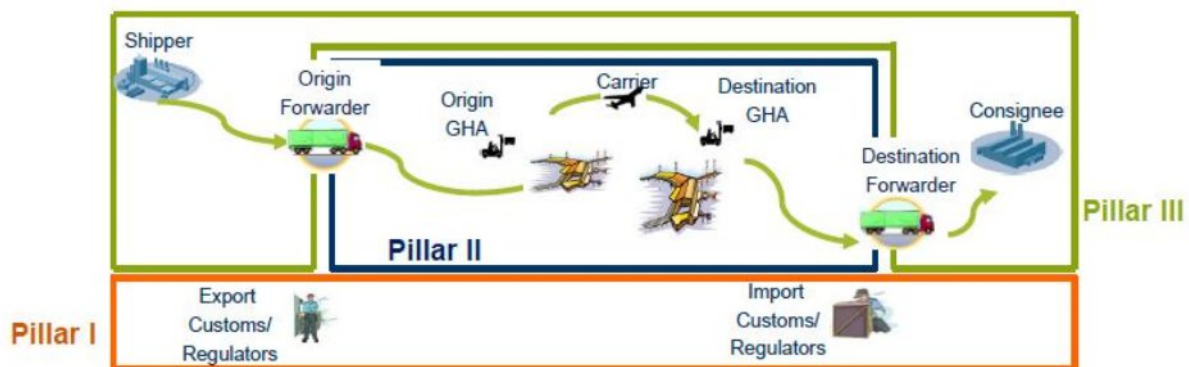 Shipper
Origin
Forwarder
Origin
GHA
Carrier
Destination
GHA
Consignee
Destination
Forwarder
Pillar III
Pillar II
Pillar I
Export
Customs/
Regulators
Import
Customs/
Regulators